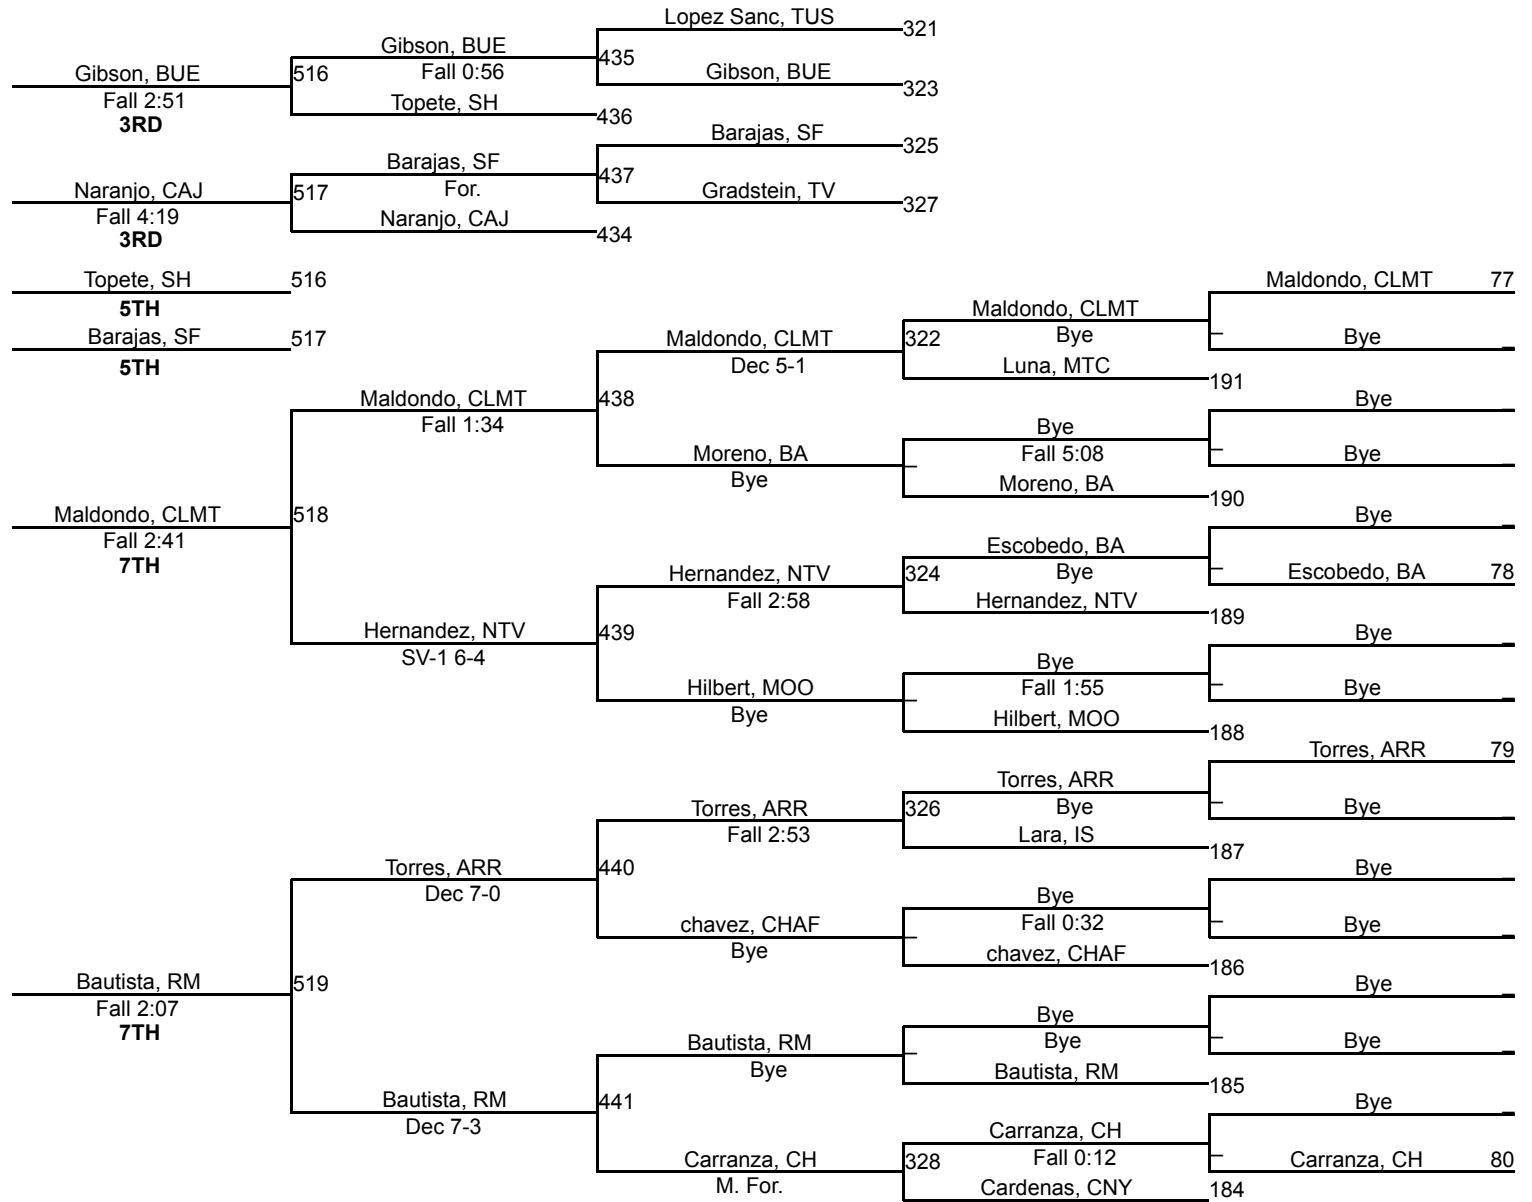 Lopez Sanc, TUS
321
Gibson, BUE
435
Gibson, BUE
516
Fall 0:56
Gibson, BUE
323
Fall 2:51
Topete, SH
436
3RD
Barajas, SF
325
Barajas, SF
437
Naranjo, CAJ
517
For.
Gradstein, TV
327
Fall 4:19
Naranjo, CAJ
434
3RD
Topete, SH
516
Maldondo, CLMT
77
5TH
Maldondo, CLMT
Barajas, SF
517
Maldondo, CLMT
322
Bye
_
Bye
_
5TH
Dec 5-1
Luna, MTC
191
Maldondo, CLMT
438
Bye
_
Fall 1:34
Bye
Moreno, BA
_
Fall 5:08
_
Bye
_
Bye
Moreno, BA
190
Maldondo, CLMT
518
Bye
_
Fall 2:41
Escobedo, BA
7TH
Hernandez, NTV
324
Bye
_
Escobedo, BA
78
Fall 2:58
Hernandez, NTV
189
Hernandez, NTV
439
Bye
_
SV-1 6-4
Bye
Hilbert, MOO
_
Fall 1:55
_
Bye
_
Bye
Hilbert, MOO
188
Torres, ARR
79
Torres, ARR
Torres, ARR
326
Bye
_
Bye
_
Fall 2:53
Lara, IS
187
Torres, ARR
440
Bye
_
Dec 7-0
Bye
chavez, CHAF
_
Fall 0:32
_
Bye
_
Bye
chavez, CHAF
186
Bautista, RM
519
Bye
_
Fall 2:07
Bye
7TH
Bautista, RM
_
Bye
_
Bye
_
Bye
Bautista, RM
185
Bautista, RM
441
Bye
_
Dec 7-3
Carranza, CH
Carranza, CH
328
Fall 0:12
_
Carranza, CH
80
M. For.
Cardenas, CNY
184